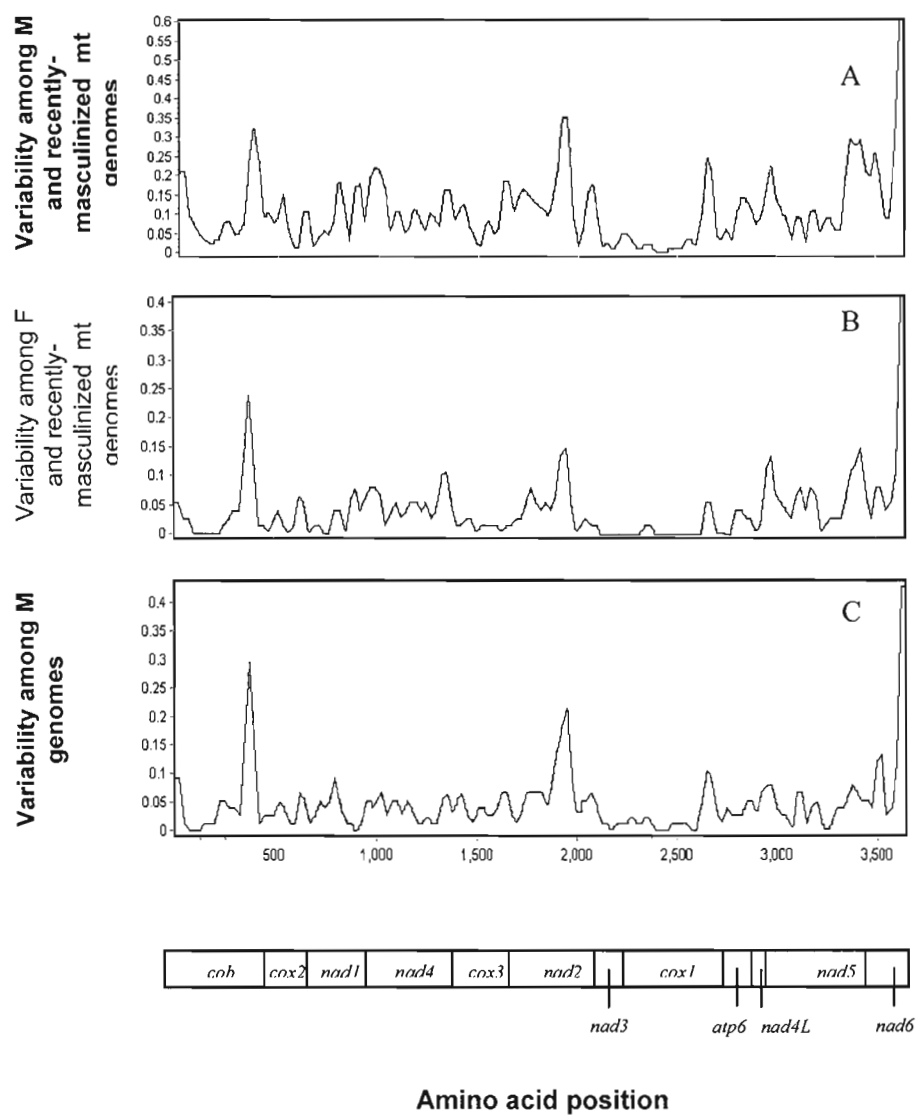 Variability among M
and recently-
masculinized mt
genomes
0.6
0.55
0.5
0.45
0.4
0.35
0.3
0.25
0.2
0.15
0.1
0.05
0
A
Variability among F
and recently-
masculinized mt
genomes
0.4
0.35
0.3
0.25
0.2
0.15
0.1
0.05
0
B
Variability among M
genomes
0.4
0.35
0.3
0.25
0.2
0.15
0.1
0.05
0
C
500 1,000 1,500 2,000 2,500 3,000 3,500
cob cox2 nad1 nad4 cox3 nad2 cox1 nad5
nad3 atp6 nad4L nad6
Amino acid position